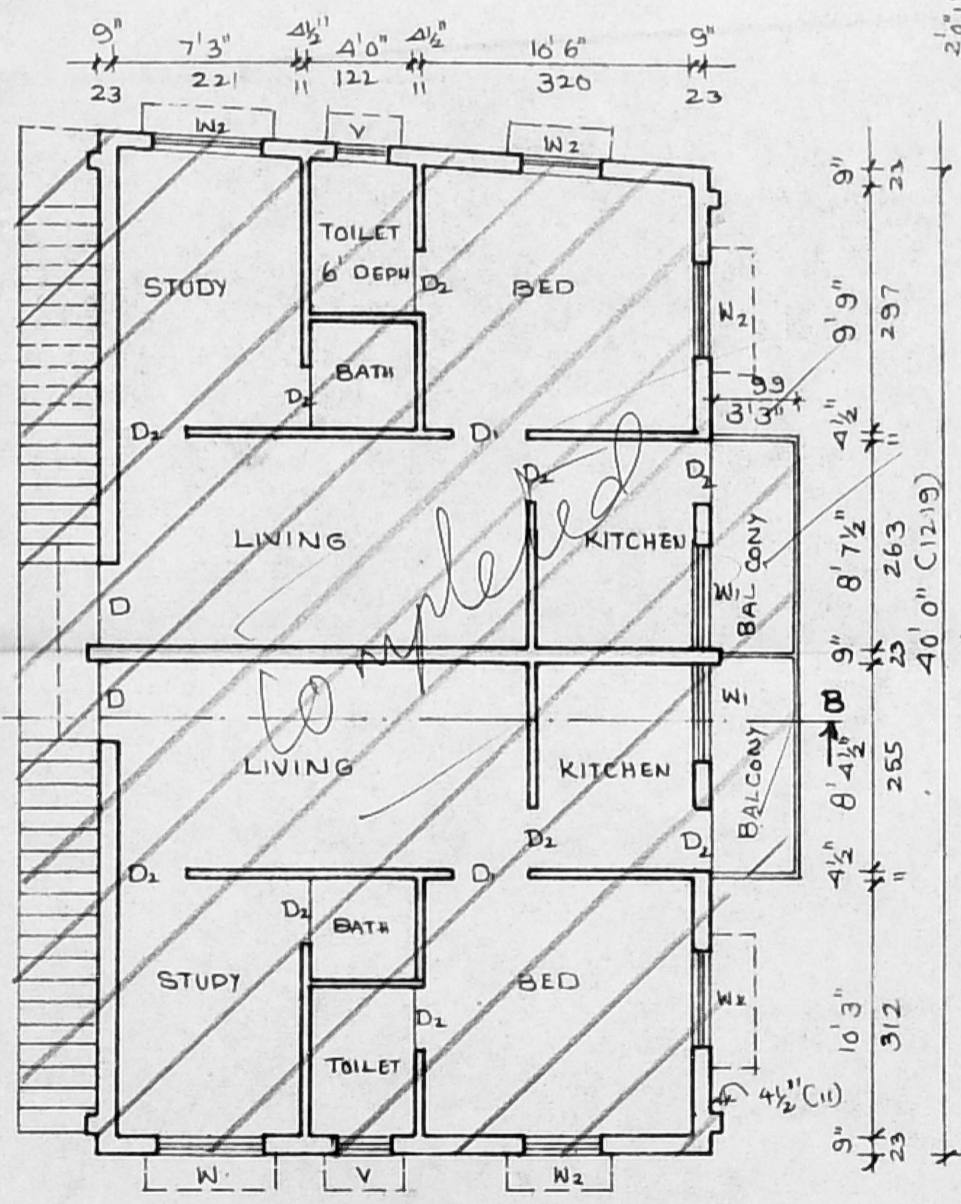 9" 7'3" 4½" 4'0" 4½" 10'6" 9"
23 221 11 122 11 320 23
W2 V W2
9" 23
TOILET
6' DEPH D2
STUDY BED
W2
9'9" 297
BATH
D2
99
3'3"
D2 D1
4½" 11
D2 D2
LIVING KITCHEN
BALCONY
W1
8'7½" 263
40'0" (1219)
Completed
D
9" 23
D
W1
B
LIVING KITCHEN
BALCONY
8'4½" 255
D2 D2
D2 D1
4½" 11
D2 BATH
STUDY BED
W2
D2
10'3" 312
TOILET
4½" (11)
9" 23
W V W2